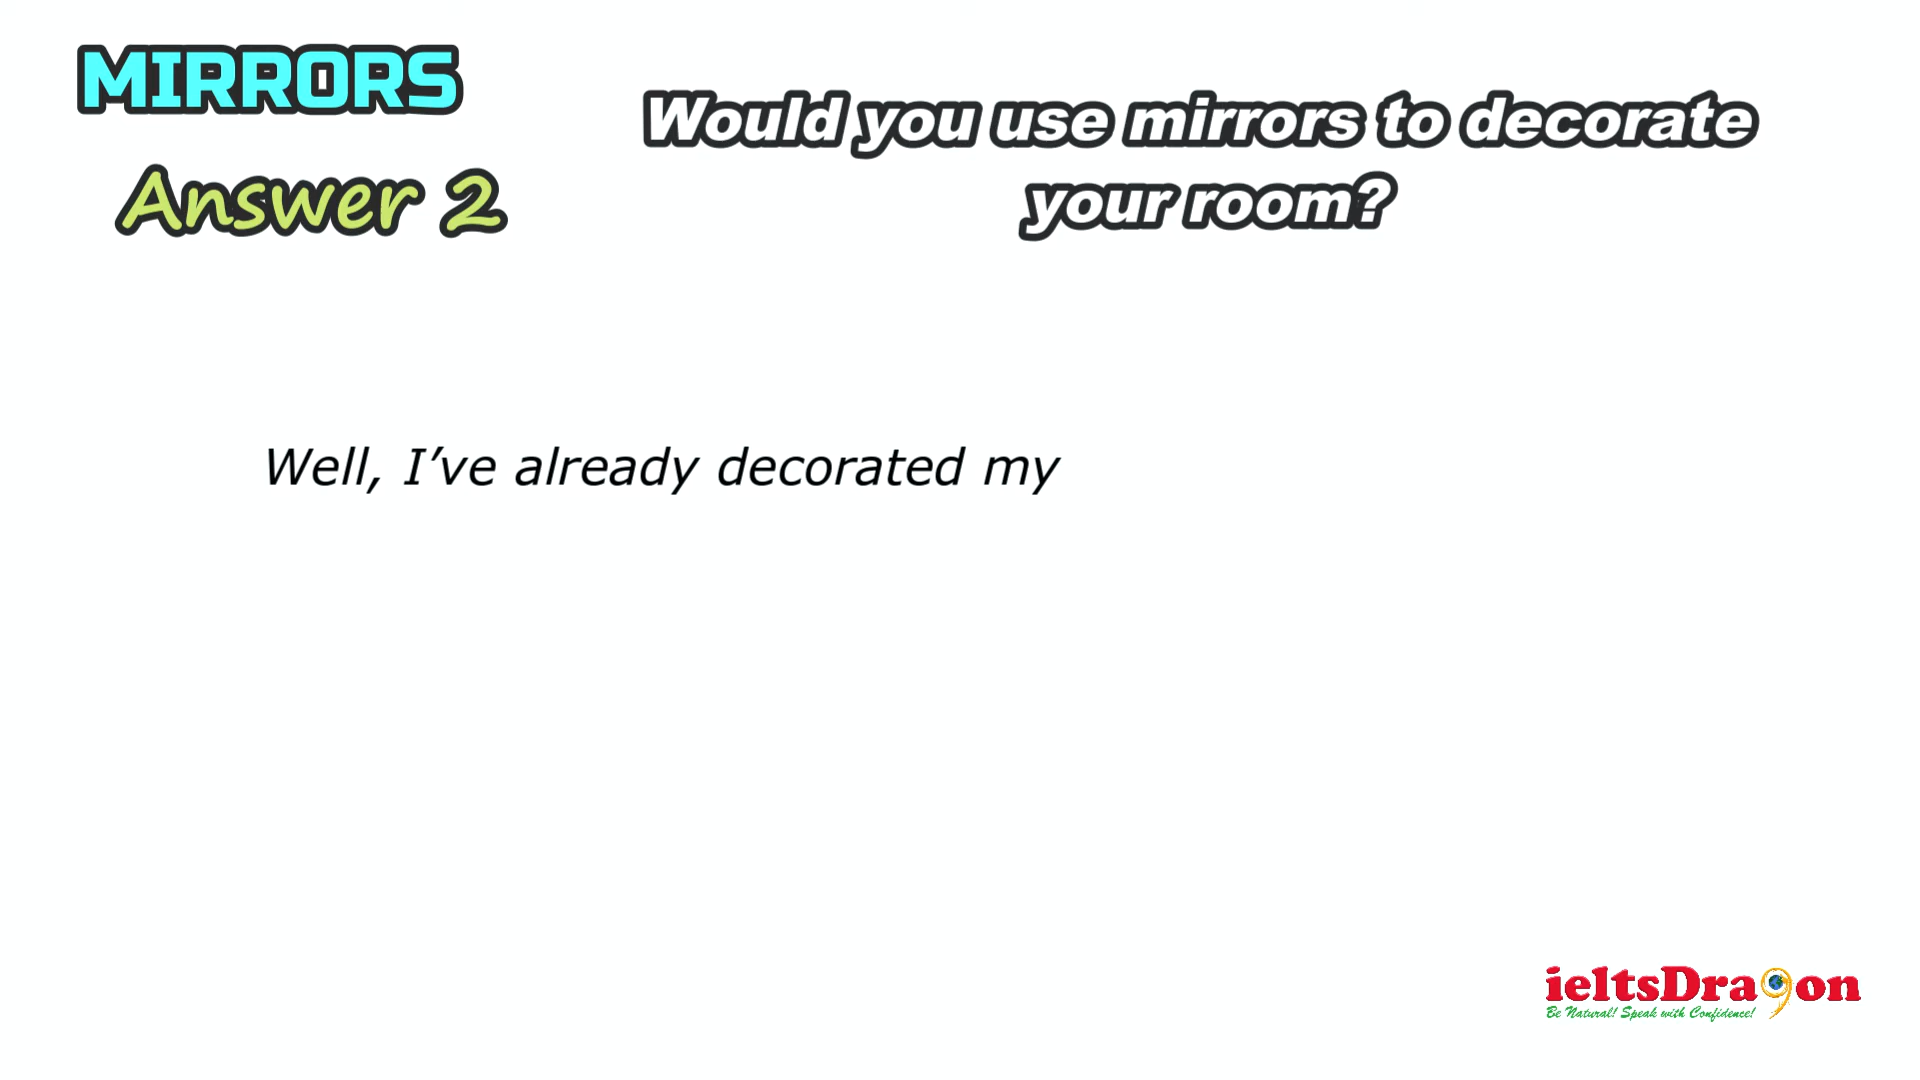 MIRRORS
Answer 2
Would you use mirrors to decorate
your room?
Well, I’ve already decorated my
ieltsDra9on
Be Natural! Speak with Confidence!